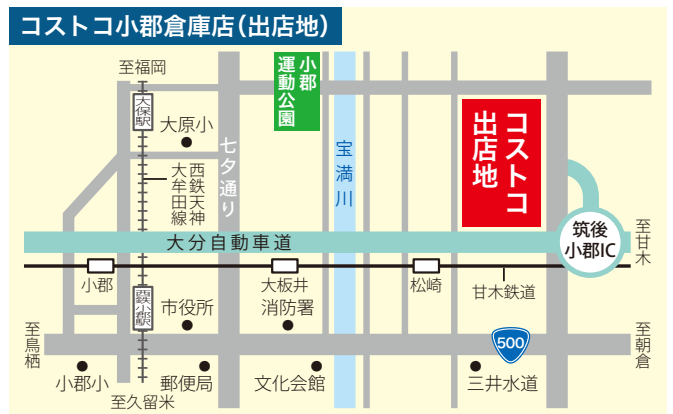 コストコ小郡倉庫店(出店地)
至福岡
大保駅
大原小
小郡
運動公園
七夕通り
宝満川
コストコ
出店地
西鉄天神
大牟田線
大分自動車道
筑後
小郡IC
至甘木
小郡
大板井
松崎
甘木鉄道
西鉄小郡駅
市役所
消防署
至鳥栖
500
至朝倉
小郡小
郵便局
文化会館
三井水道
至久留米